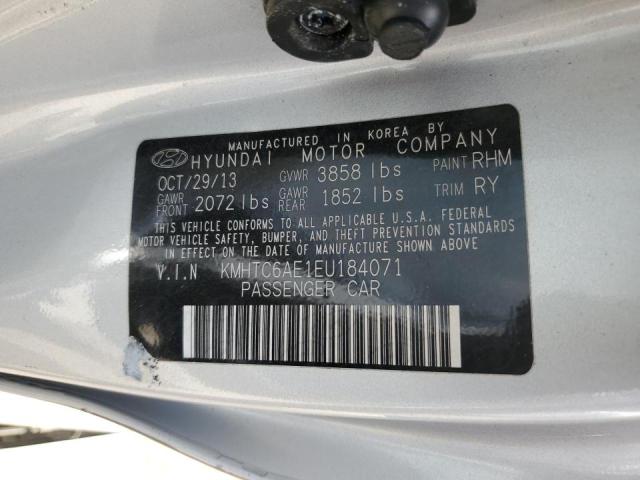 MANUFACTURED IN KOREA BY
HYUNDAI MOTOR COMPANY
OCT/29/13 GVWR 3858 lbs PAINT RHM
GAWR FRONT 2072 lbs GAWR REAR 1852 lbs TRIM RY
THIS VEHICLE CONFORMS TO ALL APPLICABLE U.S.A. FEDERAL
MOTOR VEHICLE SAFETY, BUMPER, AND THEFT PREVENTION STANDARDS
IN EFFECT ON THE DATE OF MANUFACTURE SHOWN ABOVE.
V.I.N KMHTC6AE1EU184071
PASSENGER CAR